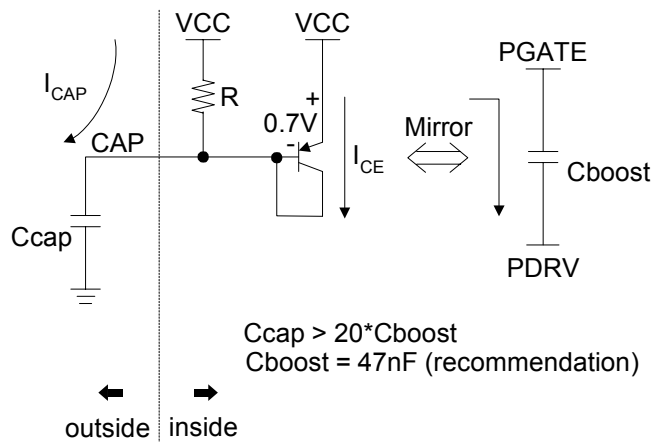 VCC
VCC
PGATE
I_CAP
R
+
0.7V
-
CAP
Mirror
I_CE
Cboost
Ccap
PDRV
Ccap > 20*Cboost
Cboost = 47nF (recommendation)
outside
inside